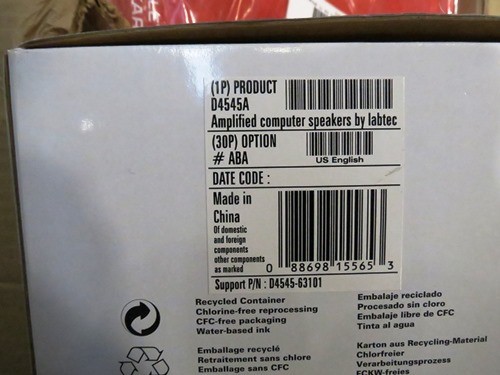 (1P) PRODUCT
D4545A
Amplified computer speakers by labtec
(30P) OPTION
# ABA
US English
DATE CODE :
Made in
China
Of domestic
and foreign
components
other components
as marked
0 88698 15565 3
Support P/N : D4545-63101
Recycled Container
Chlorine-free reprocessing
CFC-free packaging
Water-based ink
Embalaje reciclado
Procesado sin cloro
Embalaje libre de CFC
Tinta al agua
Emballage recyclé
Retraitement sans chlore
Emballage sans CFC
Karton aus Recycling-Material
Chlorfreier
Verarbeitungsprozess
FCKW-freies